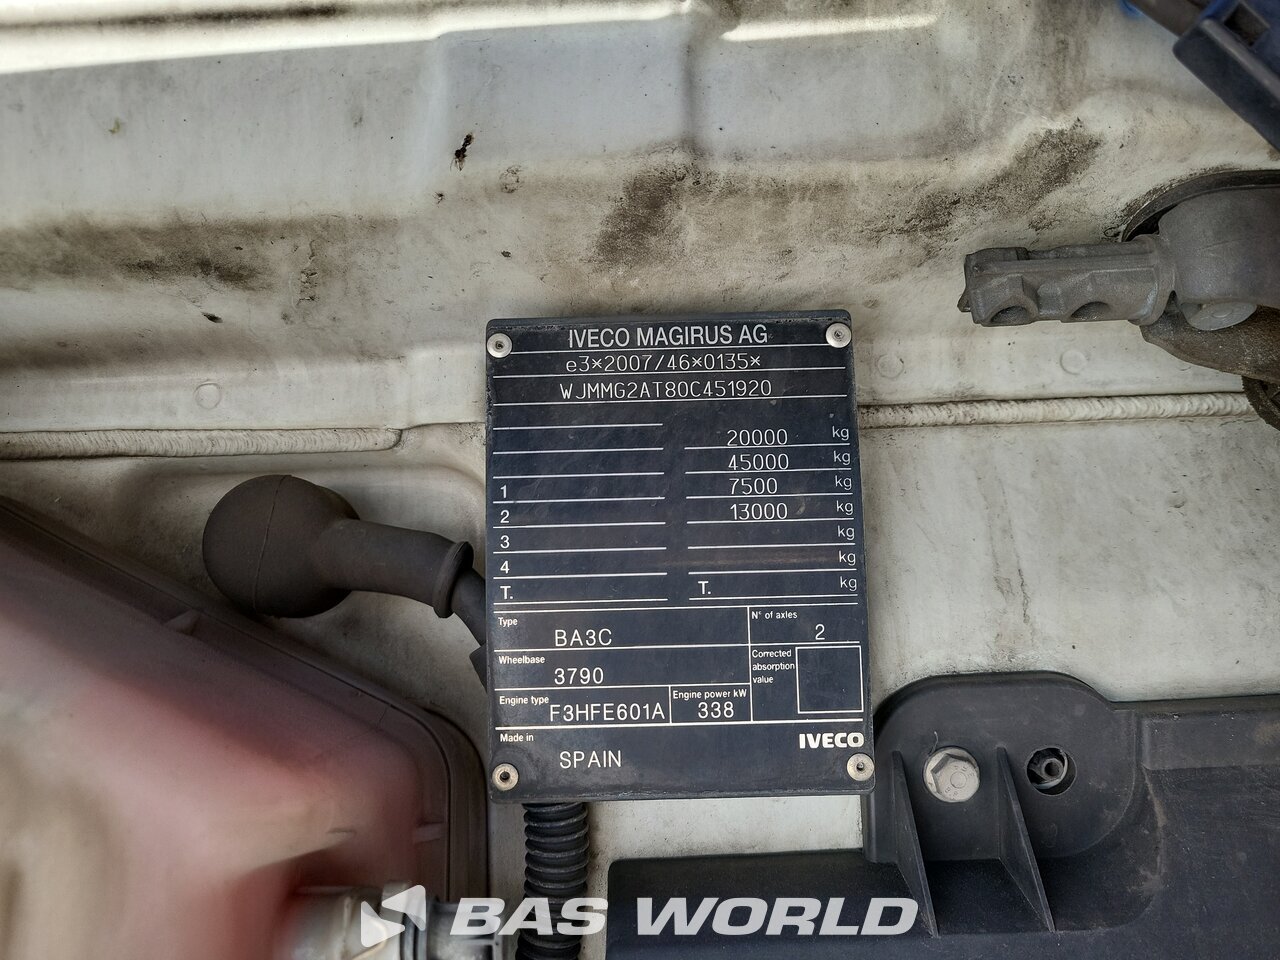 IVECO MAGIRUS AG
e3*2007/46*0135*
WJMMG2AT80C451920
20000 kg
45000 kg
1 7500 kg
2 13000 kg
3 kg
4 kg
T. T. kg
Type BA3C N° of axles 2
Wheelbase 3790 Corrected absorption value
Engine type F3HFE601A Engine power kW 338
Made in SPAIN IVECO
BAS WORLD